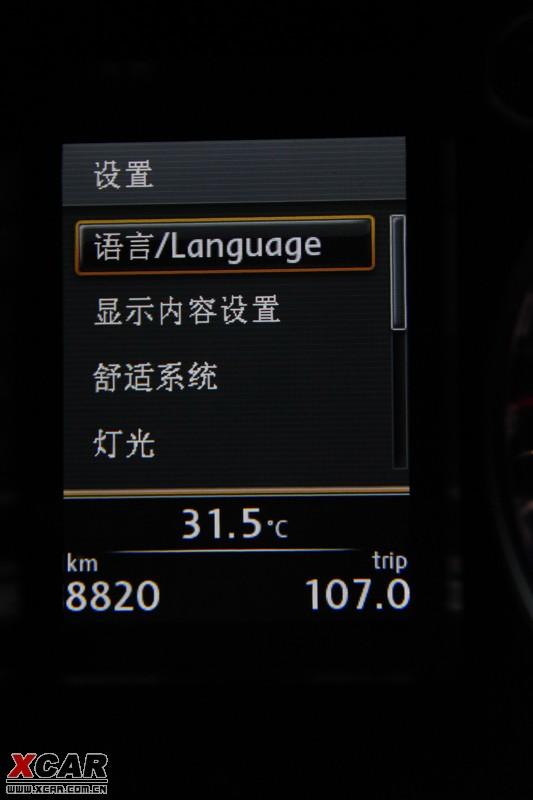 设置
语言/Language
显示内容设置
舒适系统
灯光
31.5°C
km trip
8820 107.0
XCAR
WWW.XCAR.COM.CN